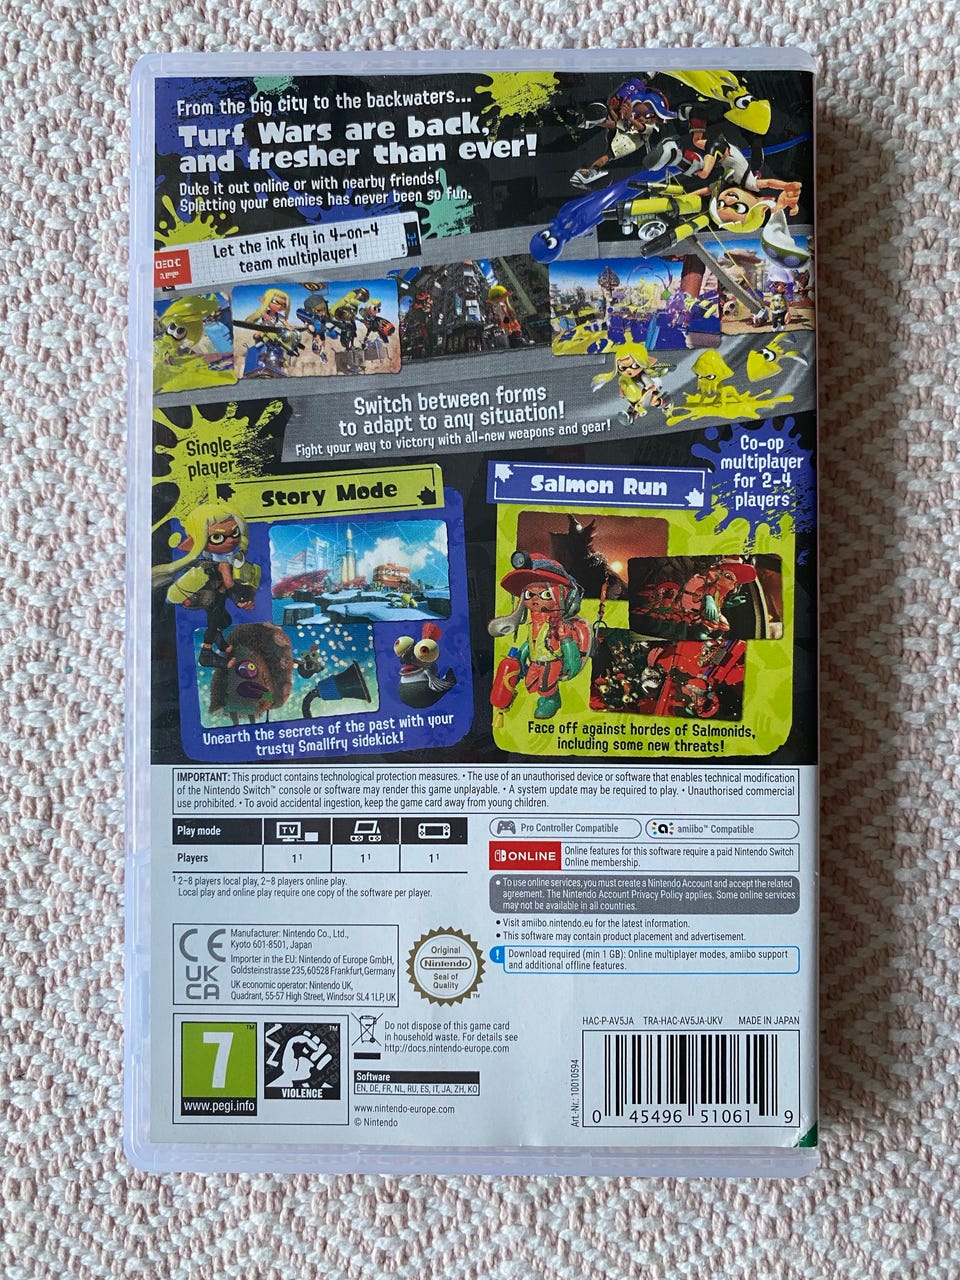 From the big city to the backwaters...
Turf Wars are back,
and fresher than ever!
Duke it out online or with nearby friends!
Splatting your enemies has never been so fun.
Let the ink fly in 4-on-4
team multiplayer!
Switch between forms
to adapt to any situation!
Fight your way to victory with all-new weapons and gear!
Single
player
Story Mode
Unearth the secrets of the past with your
trusty Smallfry sidekick!
Co-op
multiplayer
for 2-4
players
Salmon Run
Face off against hordes of Salmonids,
including some new threats!
IMPORTANT: This product contains technological protection measures. • The use of an unauthorised device or software that enables technical modification
of the Nintendo Switch™ console or software may render this game unplayable. • A system update may be required to play. • Unauthorised commercial
use prohibited. • To avoid accidental ingestion, keep the game card away from young children.
Play mode TV
Players 1¹ 1¹ 1¹
¹ 2–8 players local play, 2–8 players online play.
Local play and online play require one copy of the software per player.
Pro Controller Compatible
amiibo™ Compatible
ONLINE
Online features for this software require a paid Nintendo Switch
Online membership.
• To use online services, you must create a Nintendo Account and accept the related
agreement. The Nintendo Account Privacy Policy applies. Some online services
may not be available in all countries.
• Visit amiibo.nintendo.eu for the latest information.
• This software may contain product placement and advertisement.
! Download required (min 1 GB): Online multiplayer modes, amiibo support
and additional offline features.
CE
UK
CA
Manufacturer: Nintendo Co., Ltd.,
Kyoto 601-8501, Japan
Importer in the EU: Nintendo of Europe GmbH,
Goldsteinstrasse 235, 60528 Frankfurt, Germany
UK economic operator: Nintendo UK,
Quadrant, 55-57 High Street, Windsor SL4 1LP, UK
Original
Nintendo
Seal of
Quality
™
7
™
www.pegi.info
™
VIOLENCE
Do not dispose of this game card
in household waste. For details see
http://docs.nintendo-europe.com
Software
EN, DE, FR, NL, RU, ES, IT, JA, ZH, KO
www.nintendo-europe.com
© Nintendo
HAC-P-AV5JA TRA-HAC-AV5JA-UKV MADE IN JAPAN
Art.-Nr.: 10010594
0 45496 51061 9